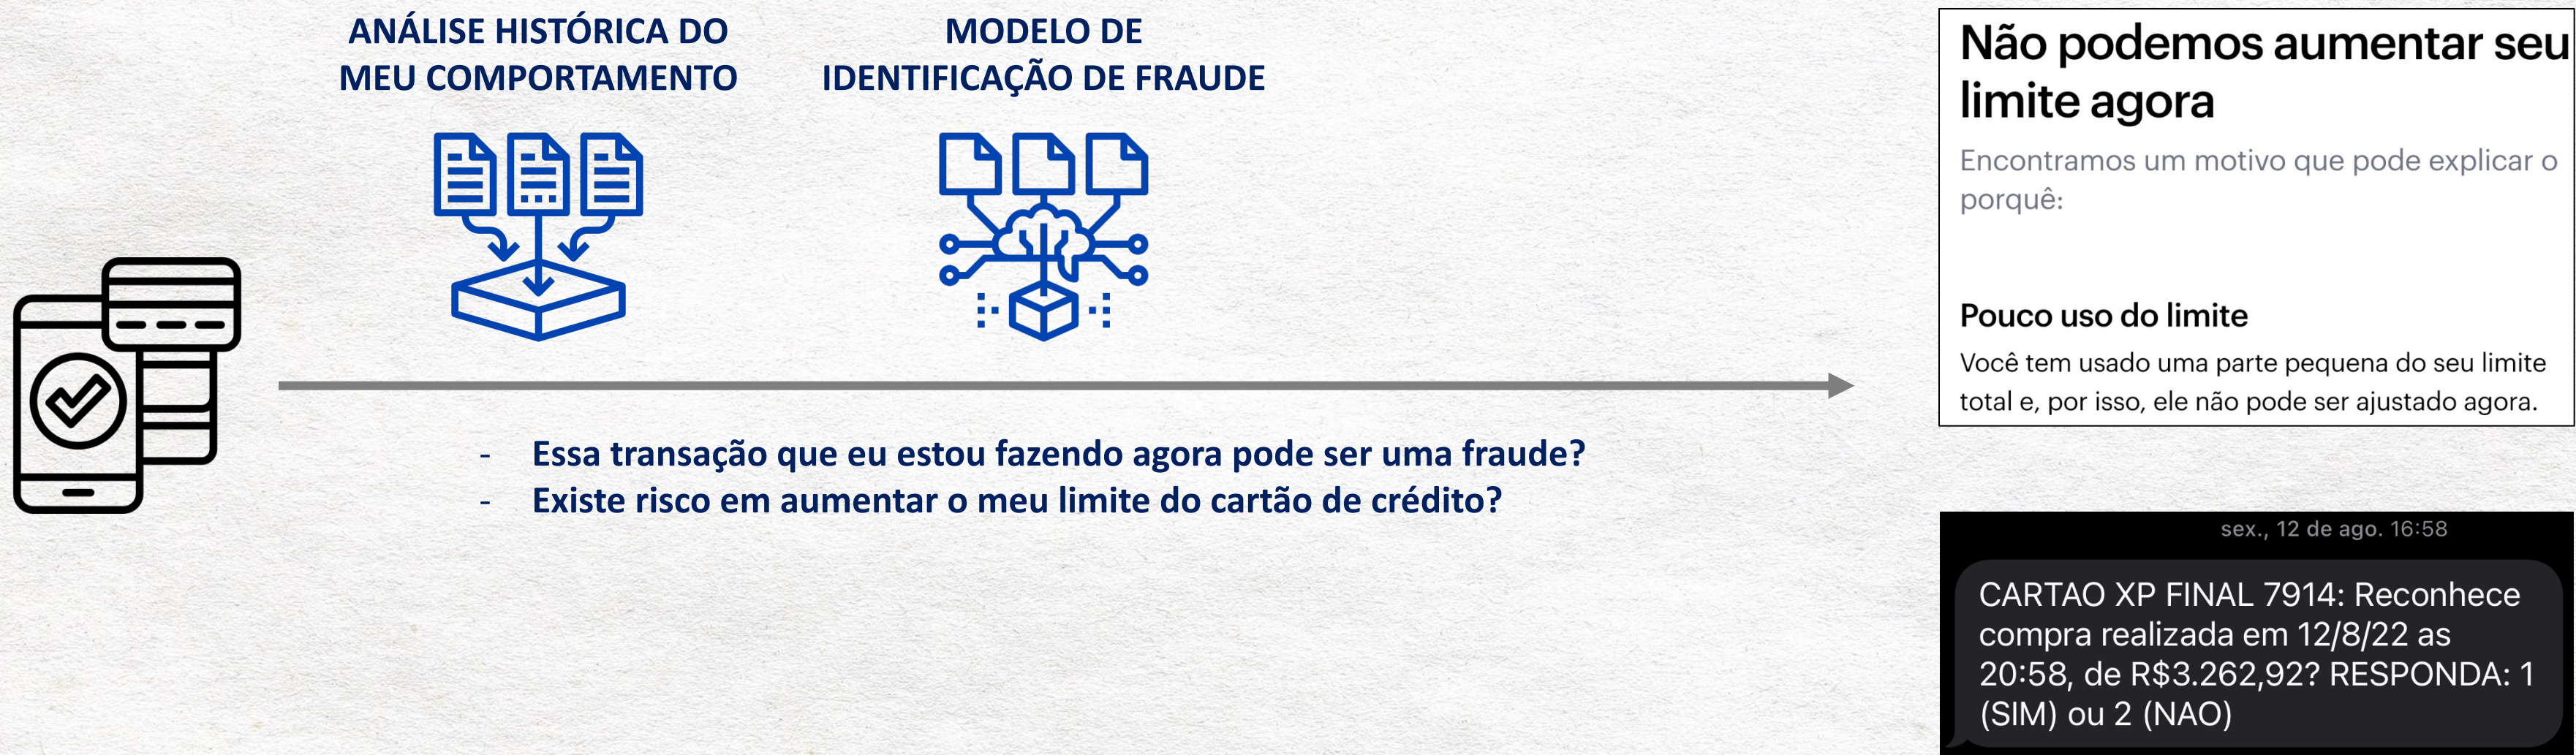 ANÁLISE HISTÓRICA DO
MEU COMPORTAMENTO
MODELO DE
IDENTIFICAÇÃO DE FRAUDE
- Essa transação que eu estou fazendo agora pode ser uma fraude?
- Existe risco em aumentar o meu limite do cartão de crédito?
Não podemos aumentar seu
limite agora
Encontramos um motivo que pode explicar o
porquê:
Pouco uso do limite
Você tem usado uma parte pequena do seu limite
total e, por isso, ele não pode ser ajustado agora.
sex., 12 de ago. 16:58
CARTAO XP FINAL 7914: Reconhece
compra realizada em 12/8/22 as
20:58, de R$3.262,92? RESPONDA: 1
(SIM) ou 2 (NAO)